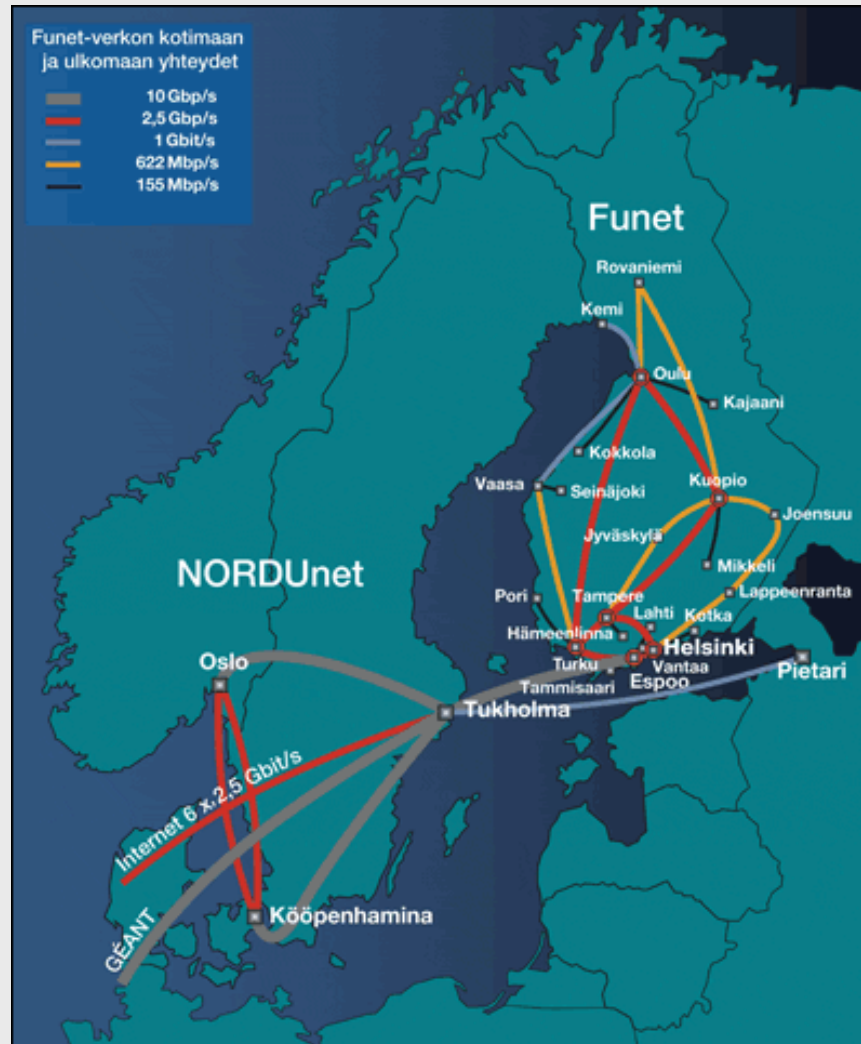 Funet-verkon kotimaan
ja ulkomaan yhteydet
10 Gbp/s
2,5 Gbp/s
1 Gbit/s
622 Mbp/s
155 Mbp/s
Funet
Rovaniemi
Kemi
Oulu
Kajaani
Kokkola
Vaasa
Seinäjoki
Kuopio
Joensuu
Jyväskylä
Mikkeli
NORDUnet
Pori
Tampere
Lappeenranta
Lahti
Kotka
Hämeenlinna
Helsinki
Turku
Vantaa
Espoo
Tammisaari
Pietari
Oslo
Tukholma
Internet 6 x 2,5 Gbit/s
GÉANT
Kööpenhamina